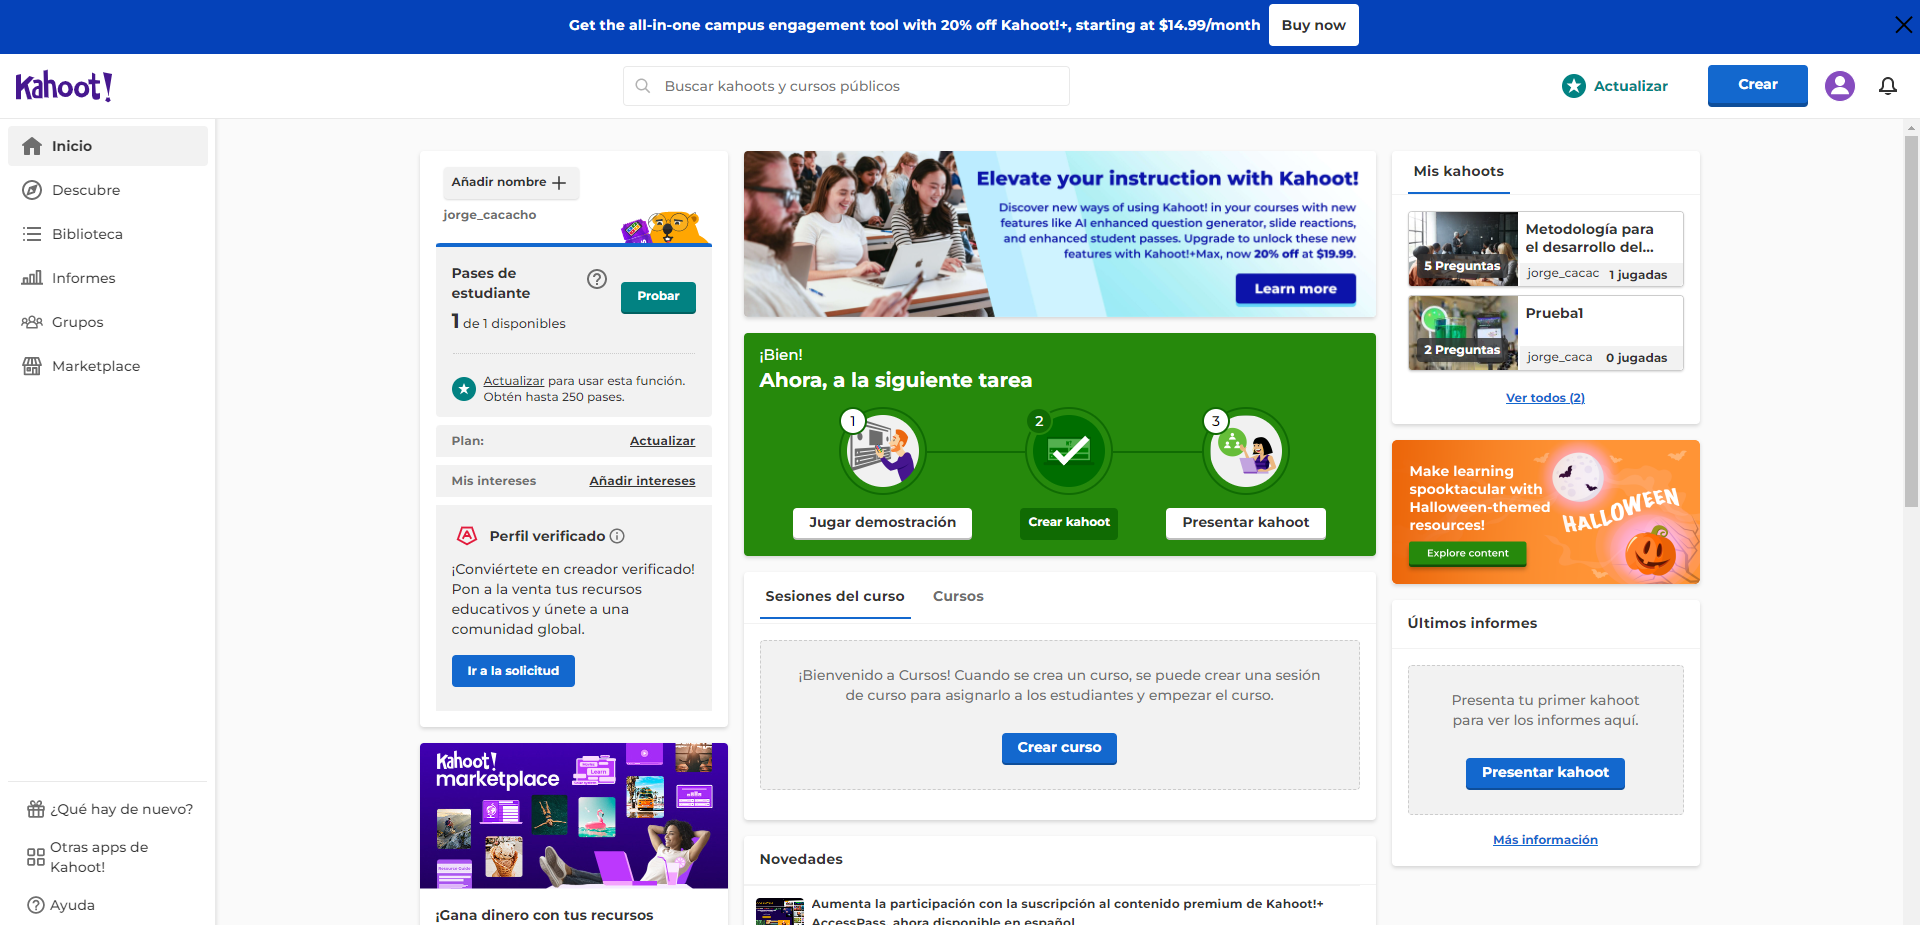 Get the all-in-one campus engagement tool with 20% off Kahoot!+, starting at $14.99/month
Buy now
Kahoot!
Buscar kahoots y cursos públicos
Actualizar
Crear
Inicio
Descubre
Biblioteca
Informes
Grupos
Marketplace
¿Qué hay de nuevo?
Otras apps de
Kahoot!
Ayuda
Añadir nombre
jorge_cacacho
Pases de
estudiante
1 de 1 disponibles
Probar
Actualizar para usar esta función.
Obtén hasta 250 pases.
Plan:
Actualizar
Mis intereses
Añadir intereses
Perfil verificado
¡Conviértete en creador verificado!
Pon a la venta tus recursos
educativos y únete a una
comunidad global.
Ir a la solicitud
Kahoot!
marketplace
Learn
¡Gana dinero con tus recursos
Elevate your instruction with Kahoot!
Discover new ways of using Kahoot! in your courses with new
features like AI enhanced question generator, slide reactions,
and enhanced student passes. Upgrade to unlock these new
features with Kahoot!+Max, now 20% off at $19.99.
Learn more
¡Bien!
Ahora, a la siguiente tarea
1
2
3
Jugar demostración
Crear kahoot
Presentar kahoot
Sesiones del curso
Cursos
¡Bienvenido a Cursos! Cuando se crea un curso, se puede crear una sesión
de curso para asignarlo a los estudiantes y empezar el curso.
Crear curso
Novedades
Aumenta la participación con la suscripción al contenido premium de Kahoot!+
AccessPass, ahora disponible en español
Mis kahoots
Metodología para
el desarrollo del...
5 Preguntas
jorge_cacac
1 jugadas
Prueba1
2 Preguntas
jorge_caca
0 jugadas
Ver todos (2)
Make learning
spooktacular with
Halloween-themed
resources!
HALLOWEEN
Explore content
Últimos informes
Presenta tu primer kahoot
para ver los informes aquí.
Presentar kahoot
Más información